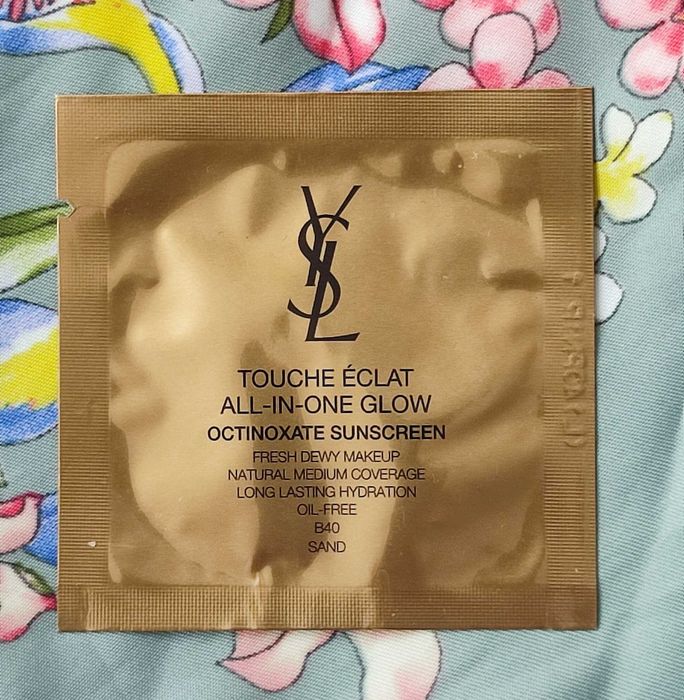 YSL
TOUCHE ÉCLAT
ALL-IN-ONE GLOW
OCTINOXATE SUNSCREEN
FRESH DEWY MAKEUP
NATURAL MEDIUM COVERAGE
LONG LASTING HYDRATION
OIL-FREE
B40
SAND